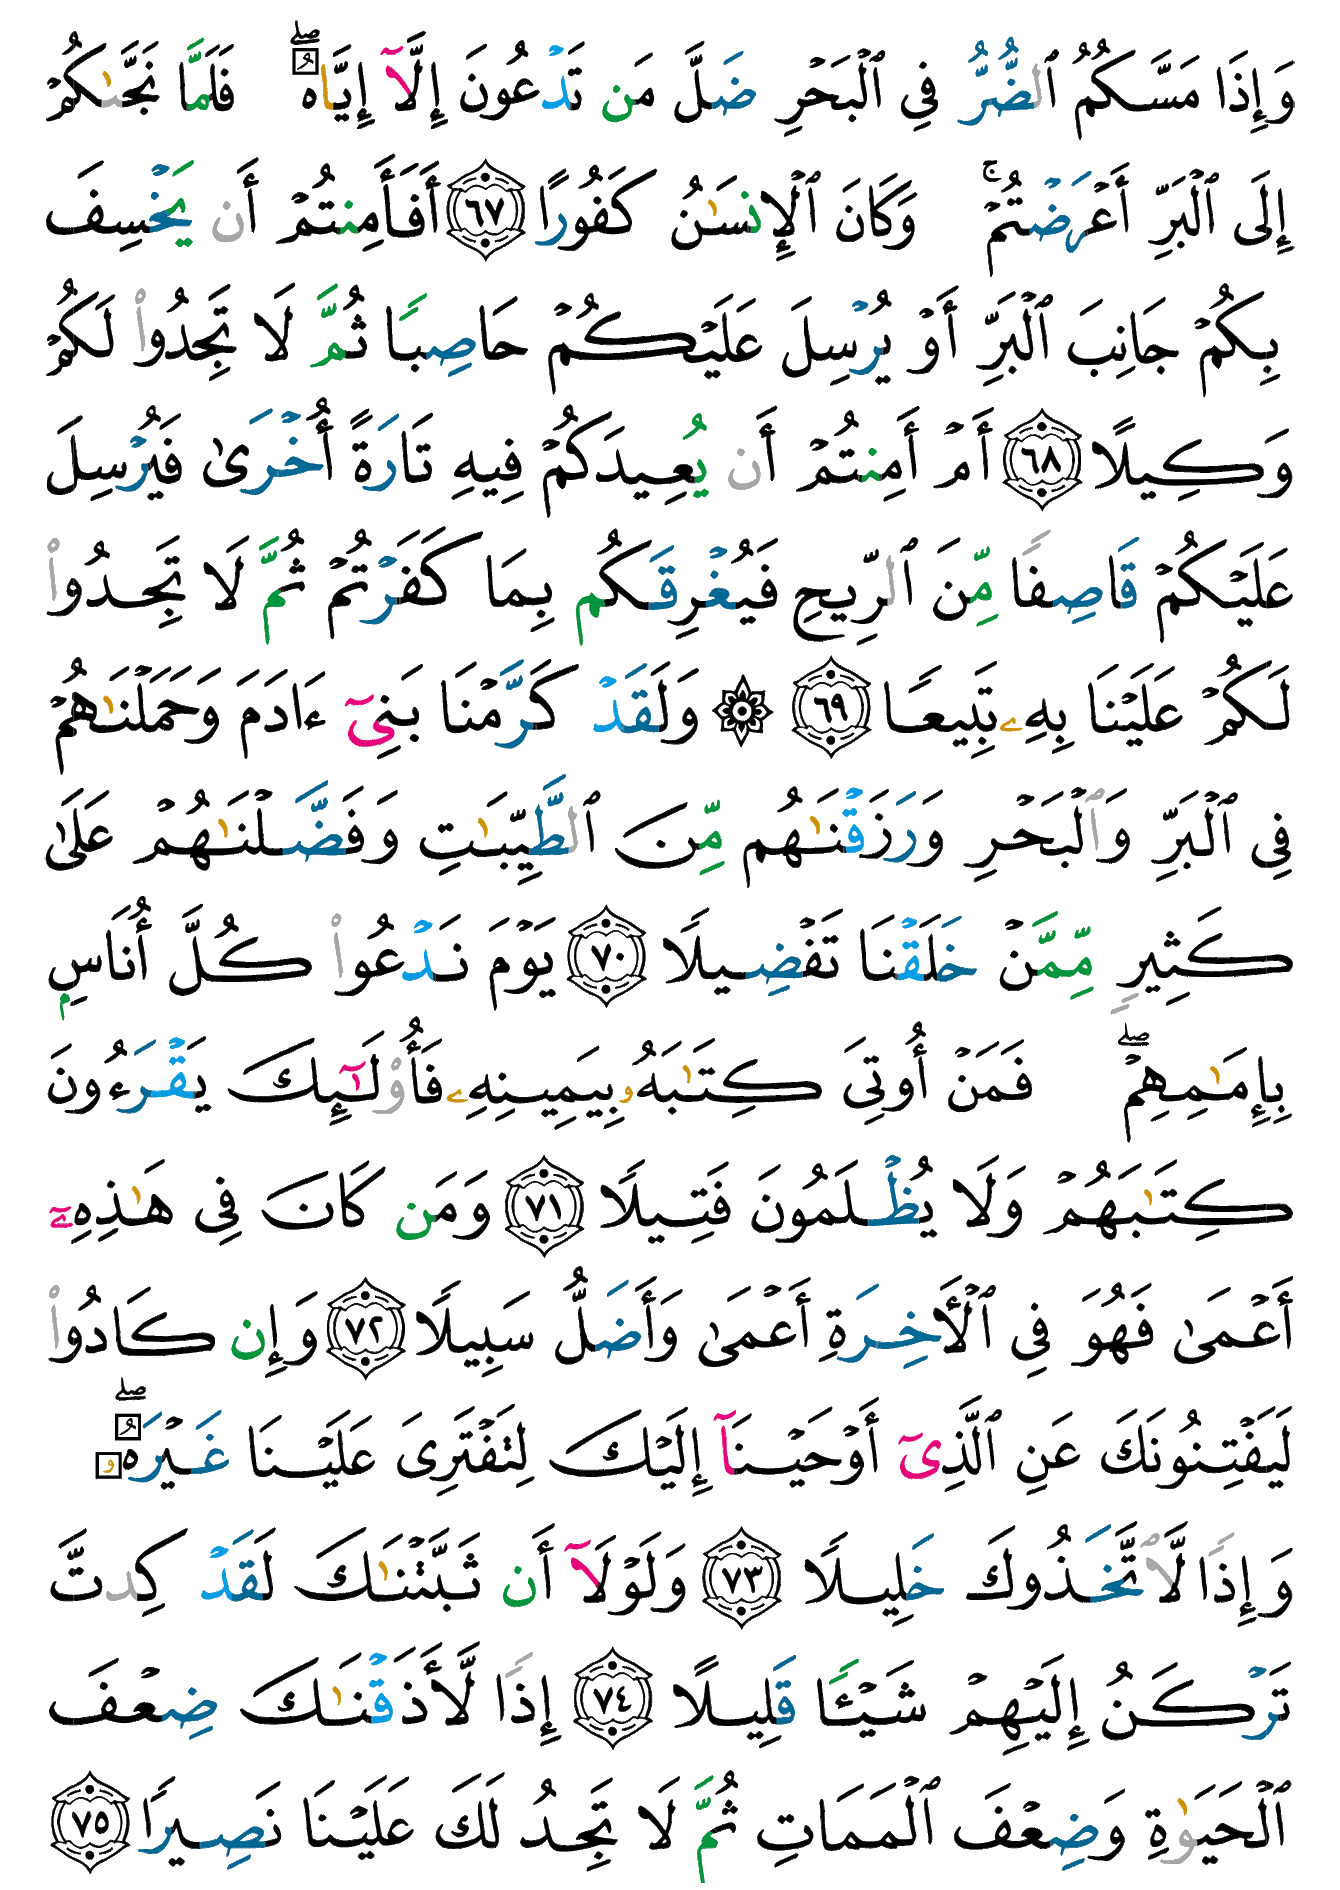 وَإِذَا مَسَّكُمُ ٱلضُّرُّ فِي ٱلْبَحْرِ ضَلَّ مَن تَدْعُونَ إِلَّآ إِيَّاهُ ۖ فَلَمَّا نَجَّىٰكُمْ
إِلَى ٱلْبَرِّ أَعْرَضْتُمْ ۚ وَكَانَ ٱلْإِنسَـٰنُ كَفُورًا ٦٧ أَفَأَمِنتُمْ أَن يَخْسِفَ
بِكُمْ جَانِبَ ٱلْبَرِّ أَوْ يُرْسِلَ عَلَيْكُمْ حَاصِبًا ثُمَّ لَا تَجِدُوا۟ لَكُمْ
وَكِيلًا ٦٨ أَمْ أَمِنتُمْ أَن يُعِيدَكُمْ فِيهِ تَارَةً أُخْرَىٰ فَيُرْسِلَ
عَلَيْكُمْ قَاصِفًا مِّنَ ٱلرِّيحِ فَيُغْرِقَكُم بِمَا كَفَرْتُمْ ثُمَّ لَا تَجِدُوا۟
لَكُمْ عَلَيْنَا بِهِۦ تَبِيعًا ٦٩ ۞ وَلَقَدْ كَرَّمْنَا بَنِىٓ ءَادَمَ وَحَمَلْنَـٰهُمْ
فِى ٱلْبَرِّ وَٱلْبَحْرِ وَرَزَقْنَـٰهُم مِّنَ ٱلطَّيِّبَـٰتِ وَفَضَّلْنَـٰهُمْ عَلَىٰ
كَثِيرٍ مِّمَّنْ خَلَقْنَا تَفْضِيلًا ٧٠ يَوْمَ نَدْعُوا۟ كُلَّ أُنَاسٍۭ
بِإِمَـٰمِهِمْ ۖ فَمَنْ أُوتِىَ كِتَـٰبَهُۥ بِيَمِينِهِۦ فَأُو۟لَـٰٓئِكَ يَقْرَءُونَ
كِتَـٰبَهُمْ وَلَا يُظْلَمُونَ فَتِيلًا ٧١ وَمَن كَانَ فِى هَـٰذِهِۦٓ
أَعْمَىٰ فَهُوَ فِى ٱلْـَٔاخِرَةِ أَعْمَىٰ وَأَضَلُّ سَبِيلًا ٧٢ وَإِن كَادُوا۟
لَيَفْتِنُونَكَ عَنِ ٱلَّذِىٓ أَوْحَيْنَآ إِلَيْكَ لِتَفْتَرِىَ عَلَيْنَا غَيْرَهُۥ ۖ
وَإِذًا لَّٱتَّخَذُوكَ خَلِيلًا ٧٣ وَلَوْلَآ أَن ثَبَّتْنَـٰكَ لَقَدْ كِدتَّ
تَرْكَنُ إِلَيْهِمْ شَيْـًٔا قَلِيلًا ٧٤ إِذًا لَّأَذَقْنَـٰكَ ضِعْفَ
ٱلْحَيَوٰةِ وَضِعْفَ ٱلْمَمَاتِ ثُمَّ لَا تَجِدُ لَكَ عَلَيْنَا نَصِيرًا ٧٥